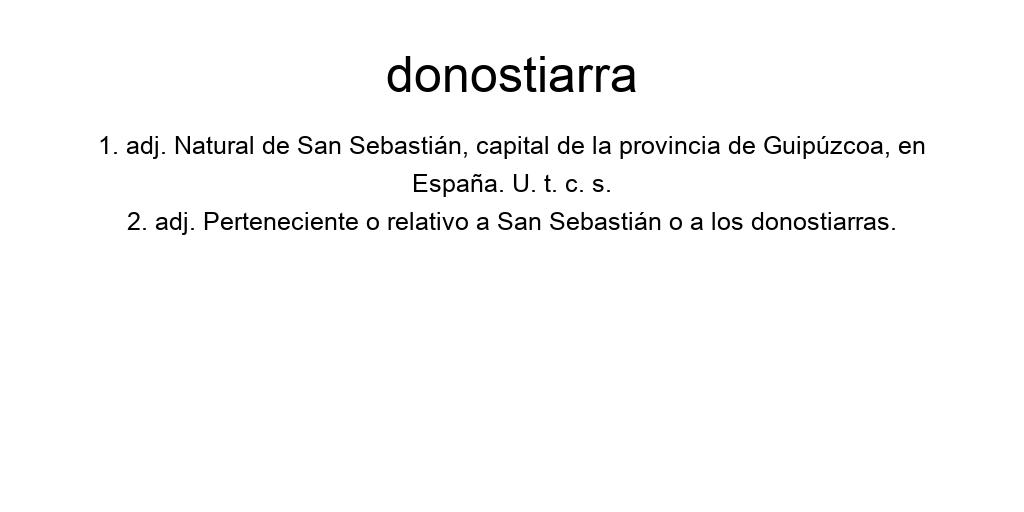 donostiarra
1. adj. Natural de San Sebastián, capital de la provincia de Guipúzcoa, en
España. U. t. c. s.
2. adj. Perteneciente o relativo a San Sebastián o a los donostiarras.